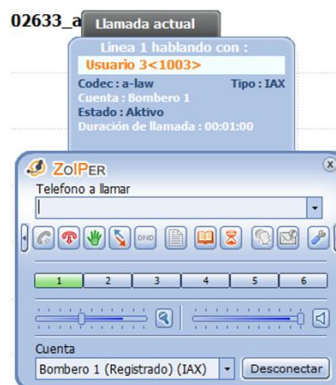 02633_a
Llamada actual
Linea 1 hablando con :
Usuario 3<1003>
Codec : a-law Tipo : IAX
Cuenta : Bombero 1
Estado : Aktivo
Duración de llamada : 00:01:00
ZOIPER
Telefono a llamar
DND
1 2 3 4 5 6
Cuenta
Bombero 1 (Registrado) (IAX) Desconectar